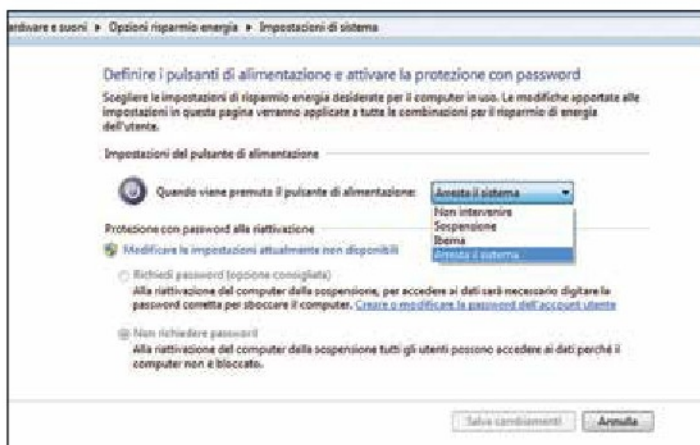 ardware e suoni ▸ Opzioni risparmio energia ▸ Impostazioni di sistema
Definire i pulsanti di alimentazione e attivare la protezione con password
Scegliere le impostazioni di risparmio energia desiderate per il computer in uso. Le modifiche apportate alle
impostazioni in questa pagina verranno applicate a tutte le combinazioni per il risparmio di energia
dell'utente.
Impostazioni del pulsante di alimentazione
Quando viene premuto il pulsante di alimentazione: Arresta il sistema
Non intervenire
Sospensione
Iberna
Arresta il sistema
Protezione con password alla riattivazione
Modificare le impostazioni attualmente non disponibili
Richiedi password (opzione consigliata)
Alla riattivazione del computer dalla sospensione, per accedere ai dati sarà necessario digitare la
password corretta per sbloccare il computer. Creare o modificare la password dell'account utente
Non richiedere password
Alla riattivazione del computer dalla sospensione tutti gli utenti possono accedere ai dati perché il
computer non è bloccato.
Salva cambiamenti Annulla